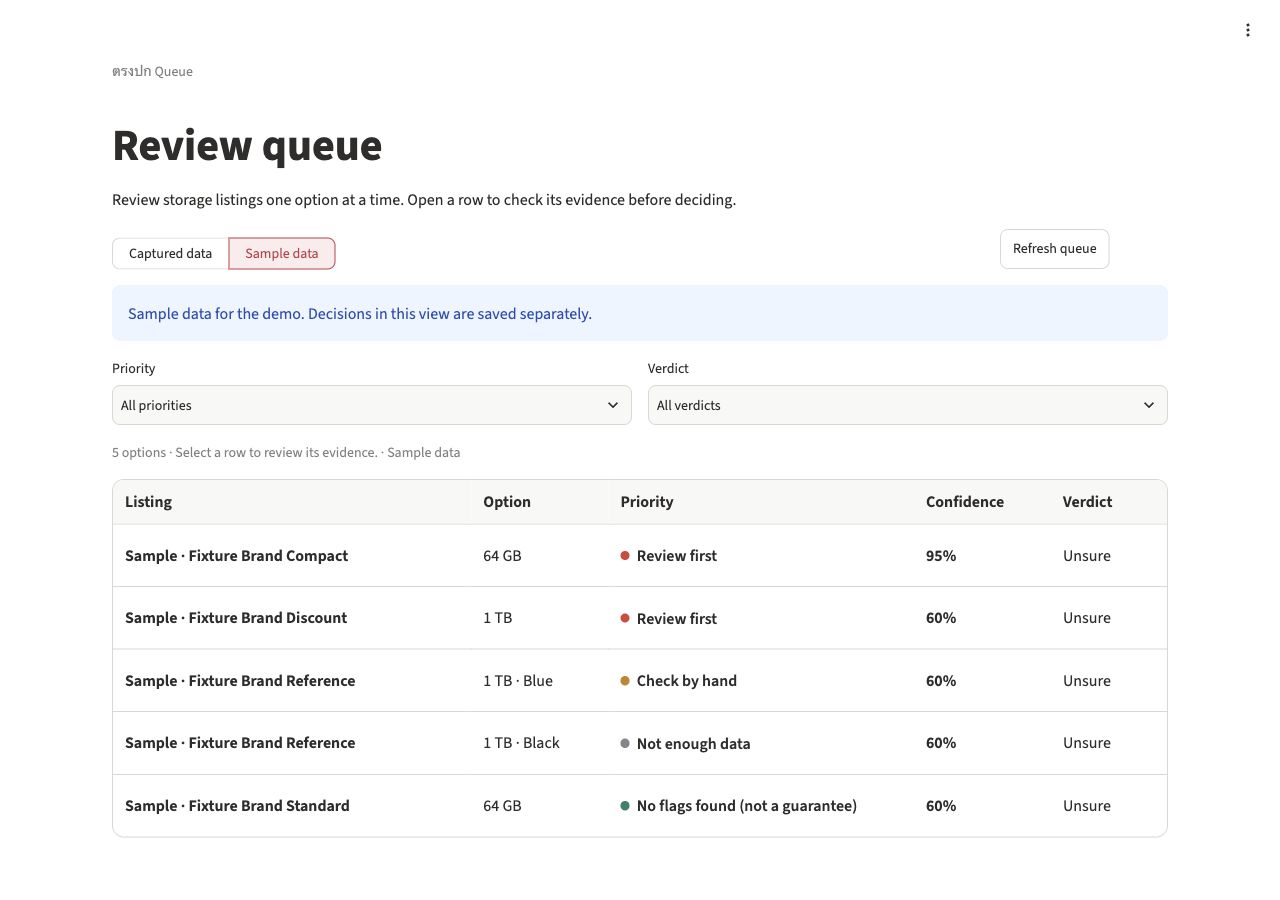 ตรงปก Queue
Review queue
Review storage listings one option at a time. Open a row to check its evidence before deciding.
Captured data Sample data Refresh queue
Sample data for the demo. Decisions in this view are saved separately.
Priority Verdict
All priorities All verdicts
5 options · Select a row to review its evidence. · Sample data
Listing Option Priority Confidence Verdict
Sample · Fixture Brand Compact 64 GB Review first 95% Unsure
Sample · Fixture Brand Discount 1 TB Review first 60% Unsure
Sample · Fixture Brand Reference 1 TB · Blue Check by hand 60% Unsure
Sample · Fixture Brand Reference 1 TB · Black Not enough data 60% Unsure
Sample · Fixture Brand Standard 64 GB No flags found (not a guarantee) 60% Unsure